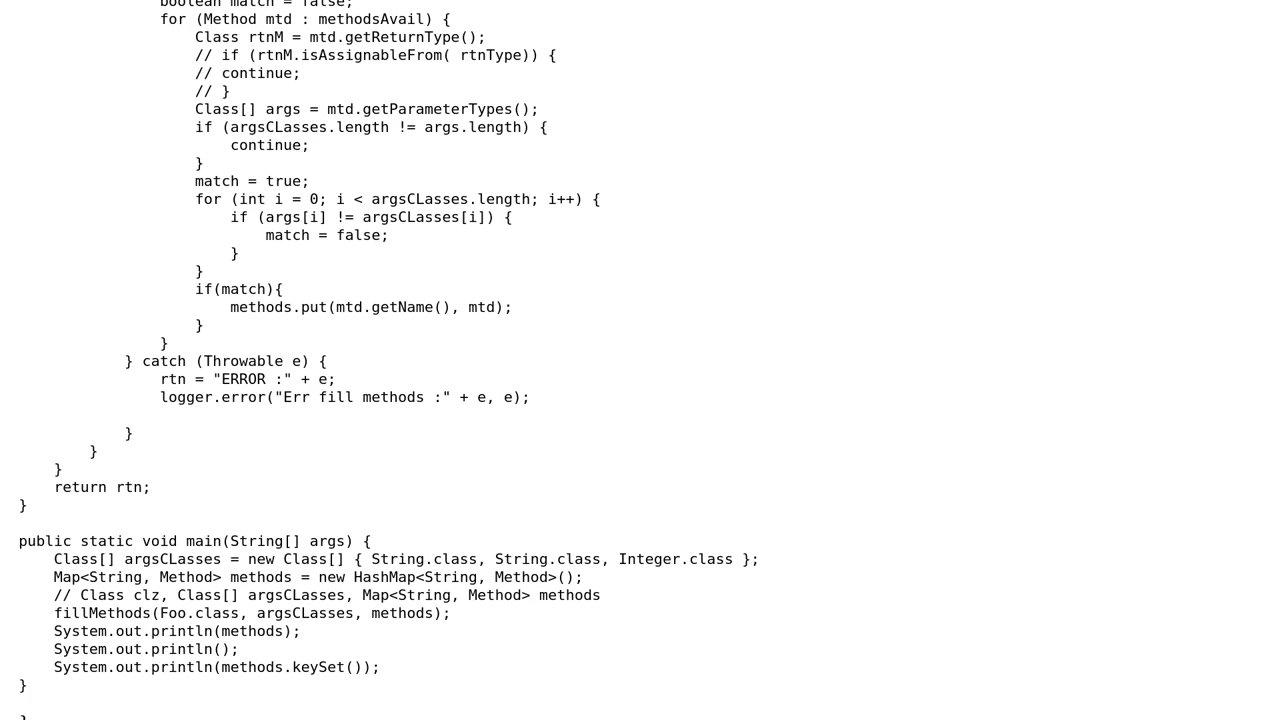 boolean match = false;
for (Method mtd : methodsAvail) {
Class rtnM = mtd.getReturnType();
// if (rtnM.isAssignableFrom( rtnType)) {
// continue;
// }
Class[] args = mtd.getParameterTypes();
if (argsCLasses.length != args.length) {
continue;
}
match = true;
for (int i = 0; i < argsCLasses.length; i++) {
if (args[i] != argsCLasses[i]) {
match = false;
}
}
if(match){
methods.put(mtd.getName(), mtd);
}
}
} catch (Throwable e) {
rtn = "ERROR :" + e;
logger.error("Err fill methods :" + e, e);
}
}
}
return rtn;
}
public static void main(String[] args) {
Class[] argsCLasses = new Class[] { String.class, String.class, Integer.class };
Map<String, Method> methods = new HashMap<String, Method>();
// Class clz, Class[] argsCLasses, Map<String, Method> methods
fillMethods(Foo.class, argsCLasses, methods);
System.out.println(methods);
System.out.println();
System.out.println(methods.keySet());
}
}